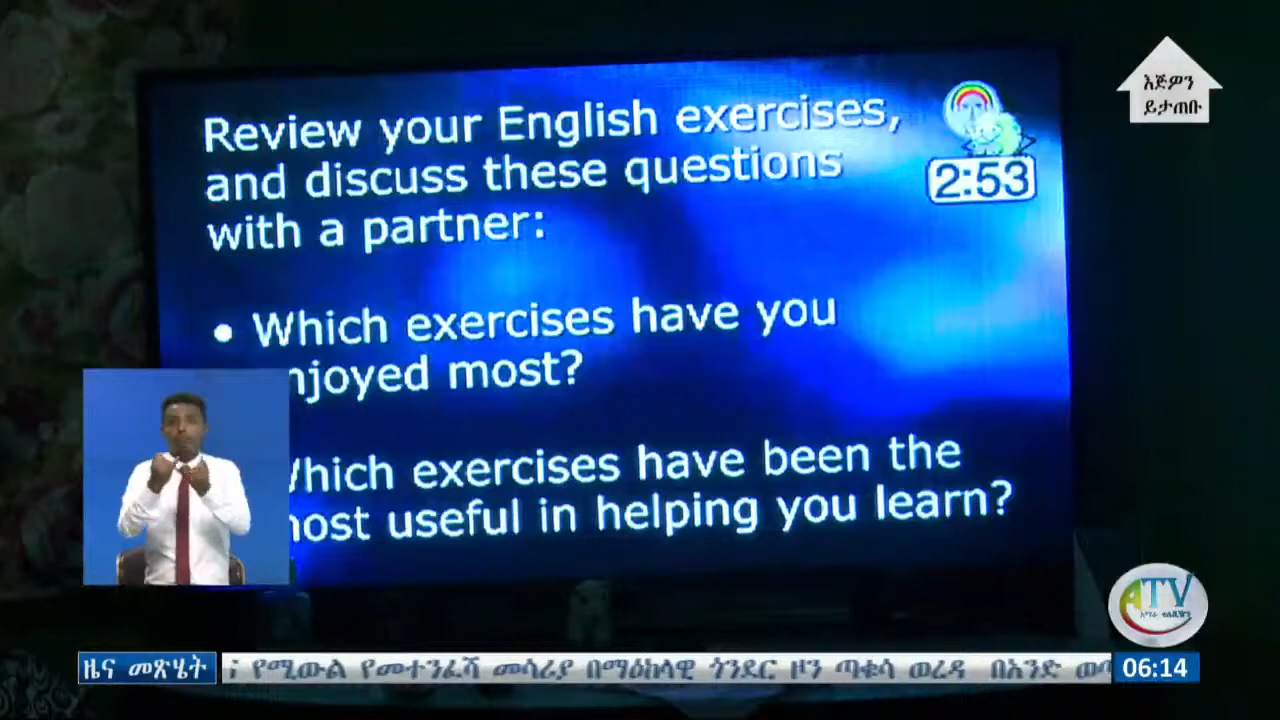 Review your English exercises,
and discuss these questions
with a partner:
• Which exercises have you
njoyed most?
hich exercises have been the
ost useful in helping you learn?
2:53
እጅዎን
ይታጠቡ
ATV
አማራ ቴሌቪዥን
ዜና መጽሄት
የሚውል የመተንፈሻ መሳሪያ በማዕከላዊ ጎንደር ዞን ጣቁሳ ወረዳ በአንድ
06:14